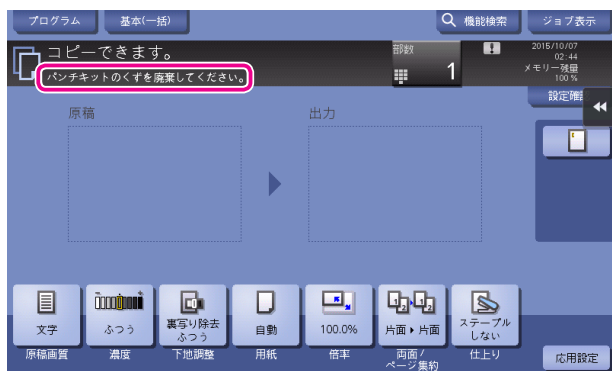 プログラム
基本(一括)
機能検索
ジョブ表示
コピーできます。
パンチキットのくずを廃棄してください。
部数
1
2015/10/07
02:44
メモリー残量
100%
設定確認
原稿
出力
文字
ふつう
裏写り除去
ふつう
自動
100.0%
片面▶片面
ステープル
しない
原稿画質
濃度
下地調整
用紙
倍率
両面/
ページ集約
仕上り
応用設定